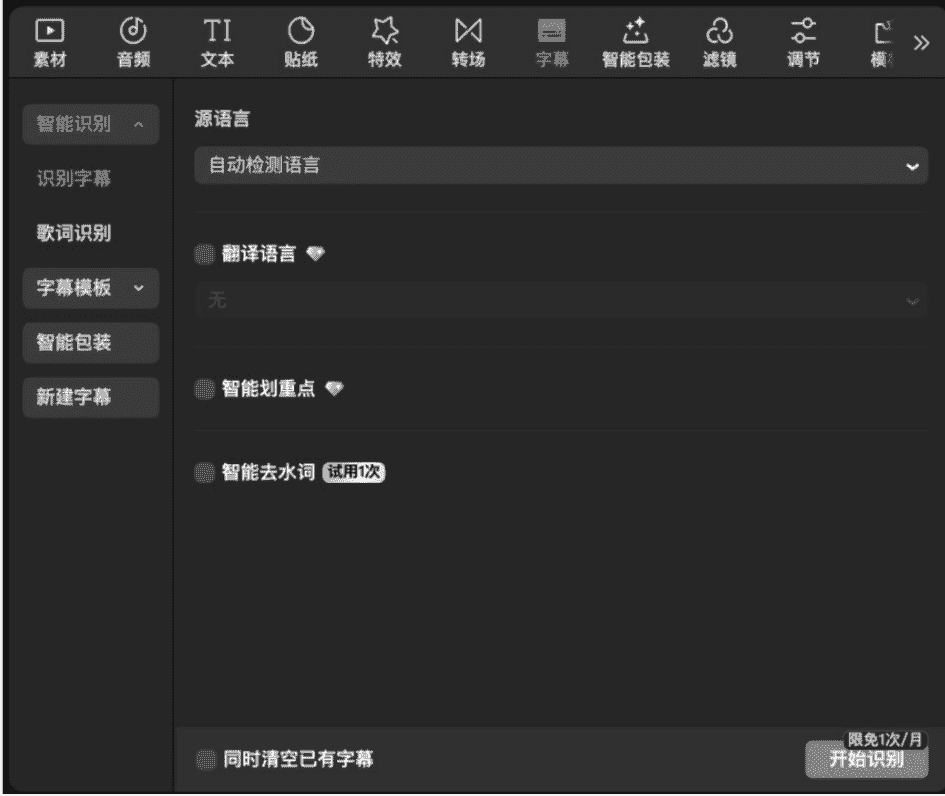 素材 音频 TI 文本 贴纸 特效 转场 字幕 智能包装 滤镜 调节
智能识别
识别字幕
歌词识别
字幕模板
智能包装
新建字幕
源语言
自动检测语言
翻译语言
无
智能划重点
智能去水词 试用1次
同时清空已有字幕
限免1次/月
开始识别